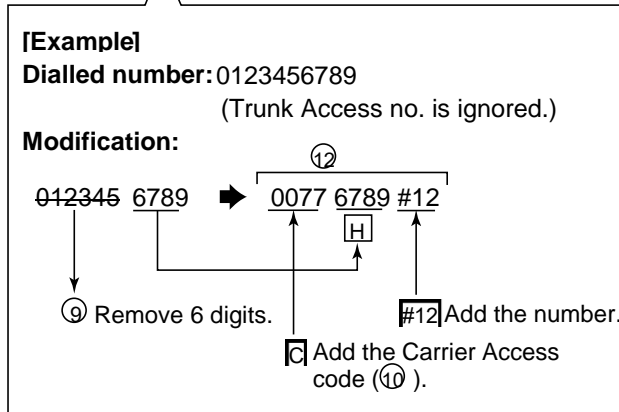 [Example]
Dialled number: 0123456789
(Trunk Access no. is ignored.)
Modification:
⑫
012345 6789 ➡ 0077 6789 #12
H
⑨ Remove 6 digits.
#12 Add the number.
C Add the Carrier Access
code (⑩ ).